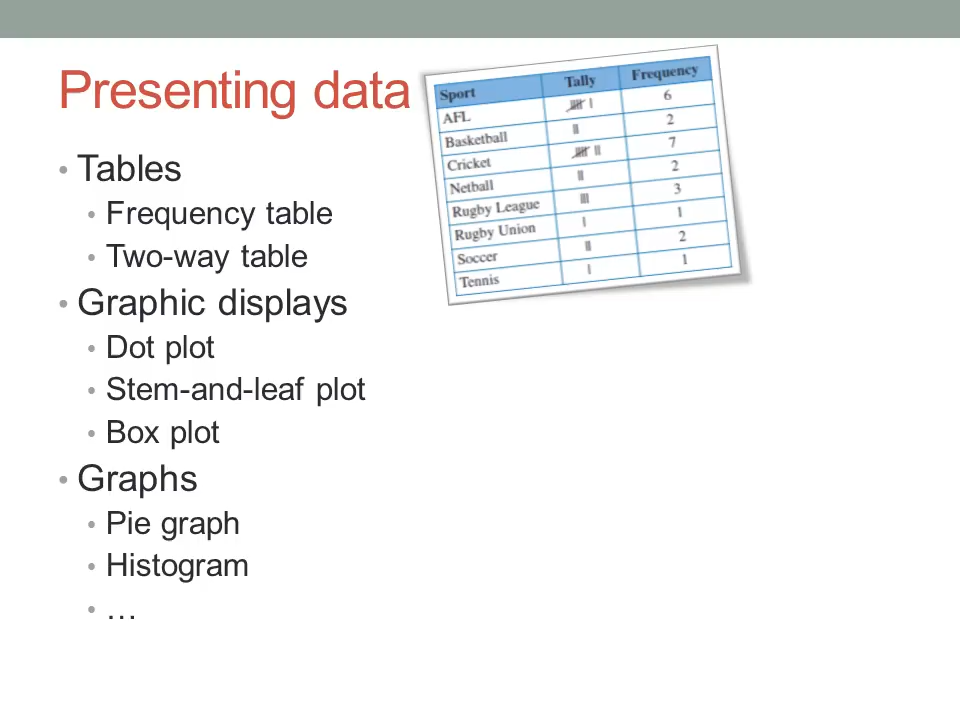 Presenting data
• Tables
• Frequency table
• Two-way table
• Graphic displays
• Dot plot
• Stem-and-leaf plot
• Box plot
• Graphs
• Pie graph
• Histogram
• …
Sport Tally Frequency
AFL 6
Basketball 2
Cricket 7
Netball 2
Rugby League 3
Rugby Union 1
Soccer 2
Tennis 1